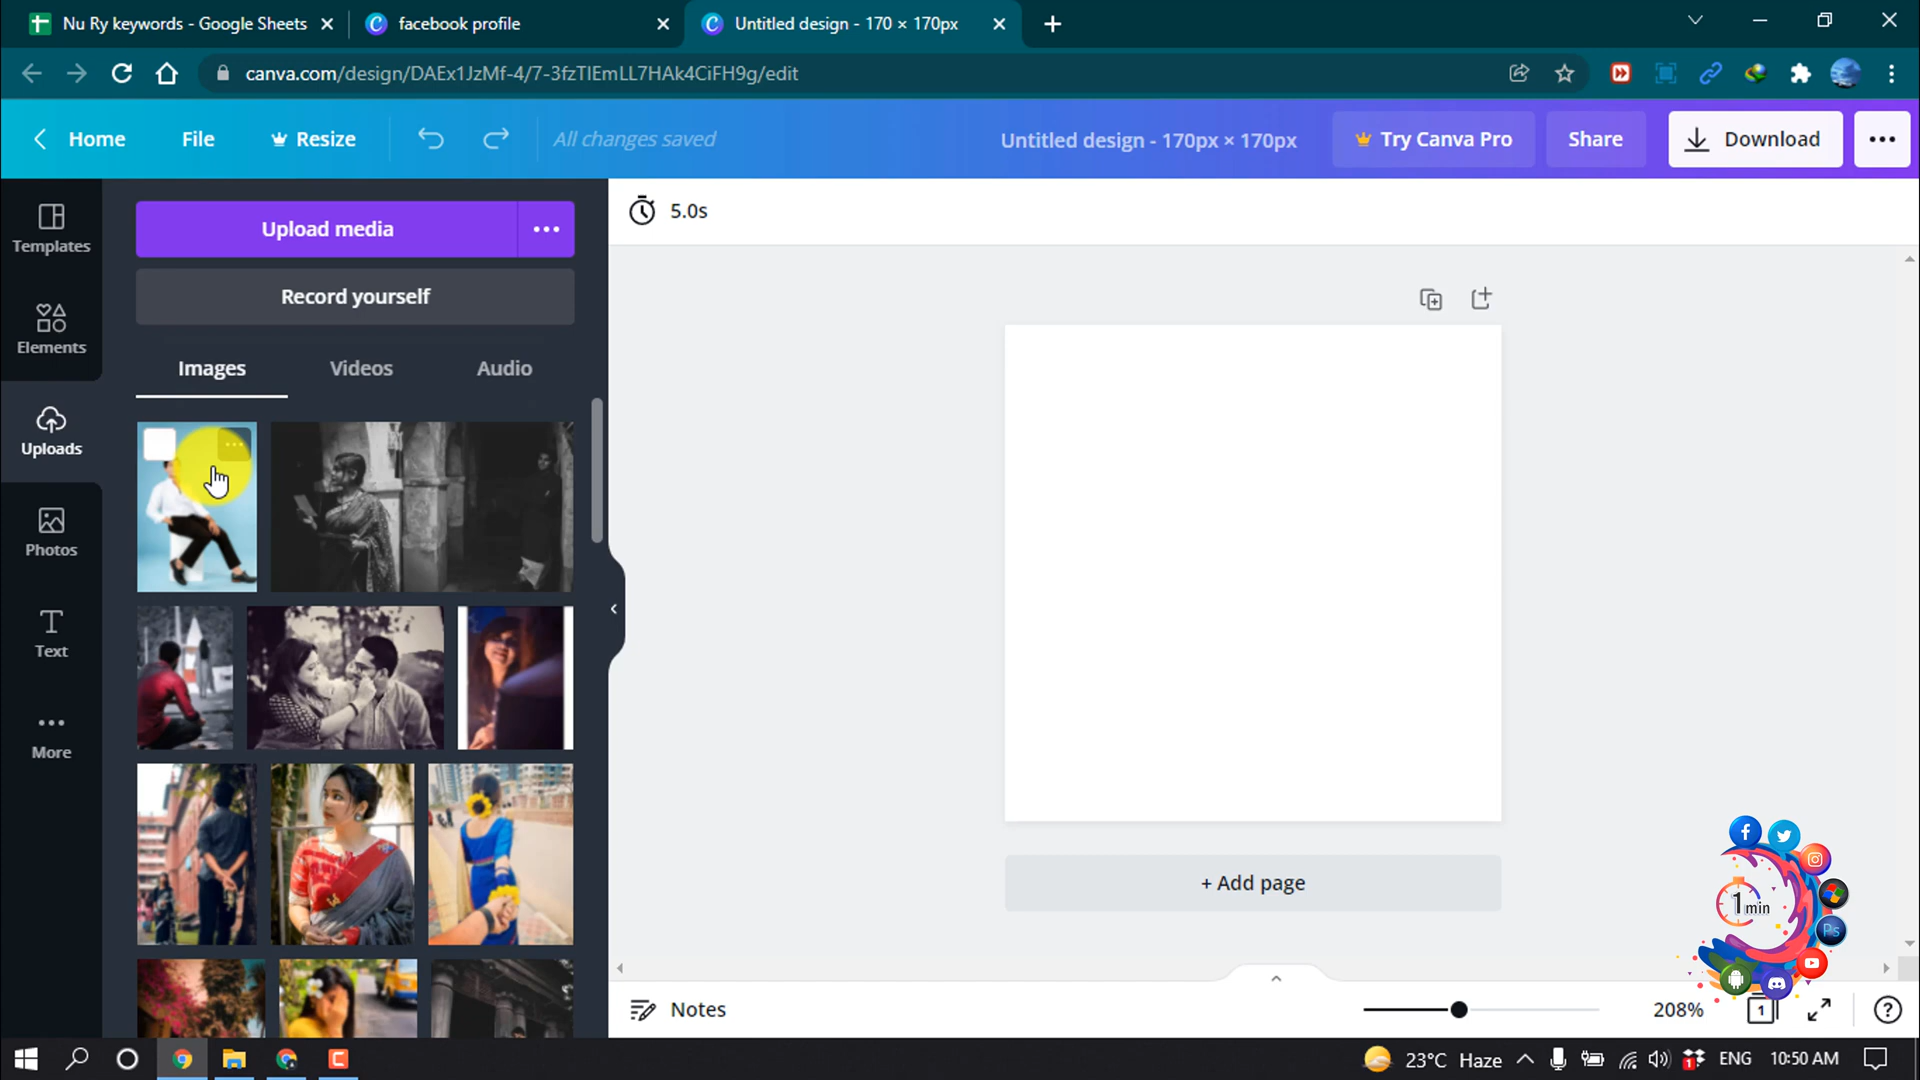 Nu Ry keywords - Google Sheets
facebook profile
Untitled design - 170 × 170px
canva.com/design/DAEx1JzMf-4/7-3fzTlEmLL7HAk4CiFH9g/edit
Home
File
Resize
All changes saved
Untitled design - 170px × 170px
Try Canva Pro
Share
Download
Templates
Elements
Uploads
Photos
Text
More
Upload media
Record yourself
Images
Videos
Audio
5.0s
+ Add page
1min
Ps
Notes
208%
1
23°C Haze
1
ENG
10:50 AM